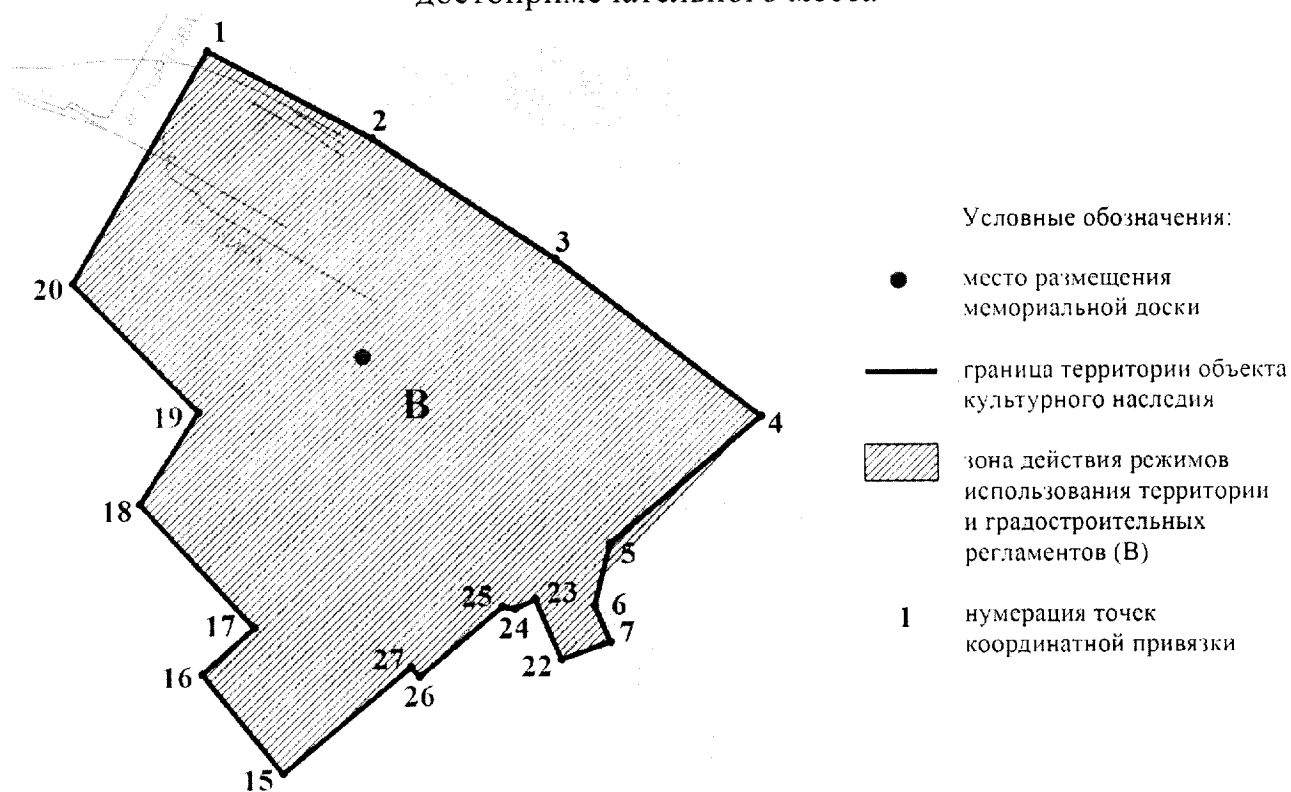 достопримечательного места
1
2
3
20
В
19
4
18
5
25
23
24
6
7
17
22
16
27
26
15
Условные обозначения:
место размещения
мемориальной доски
граница территории объекта
культурного наследия
зона действия режимов
использования территории
и градостроительных
регламентов (В)
1
нумерация точек
координатной привязки